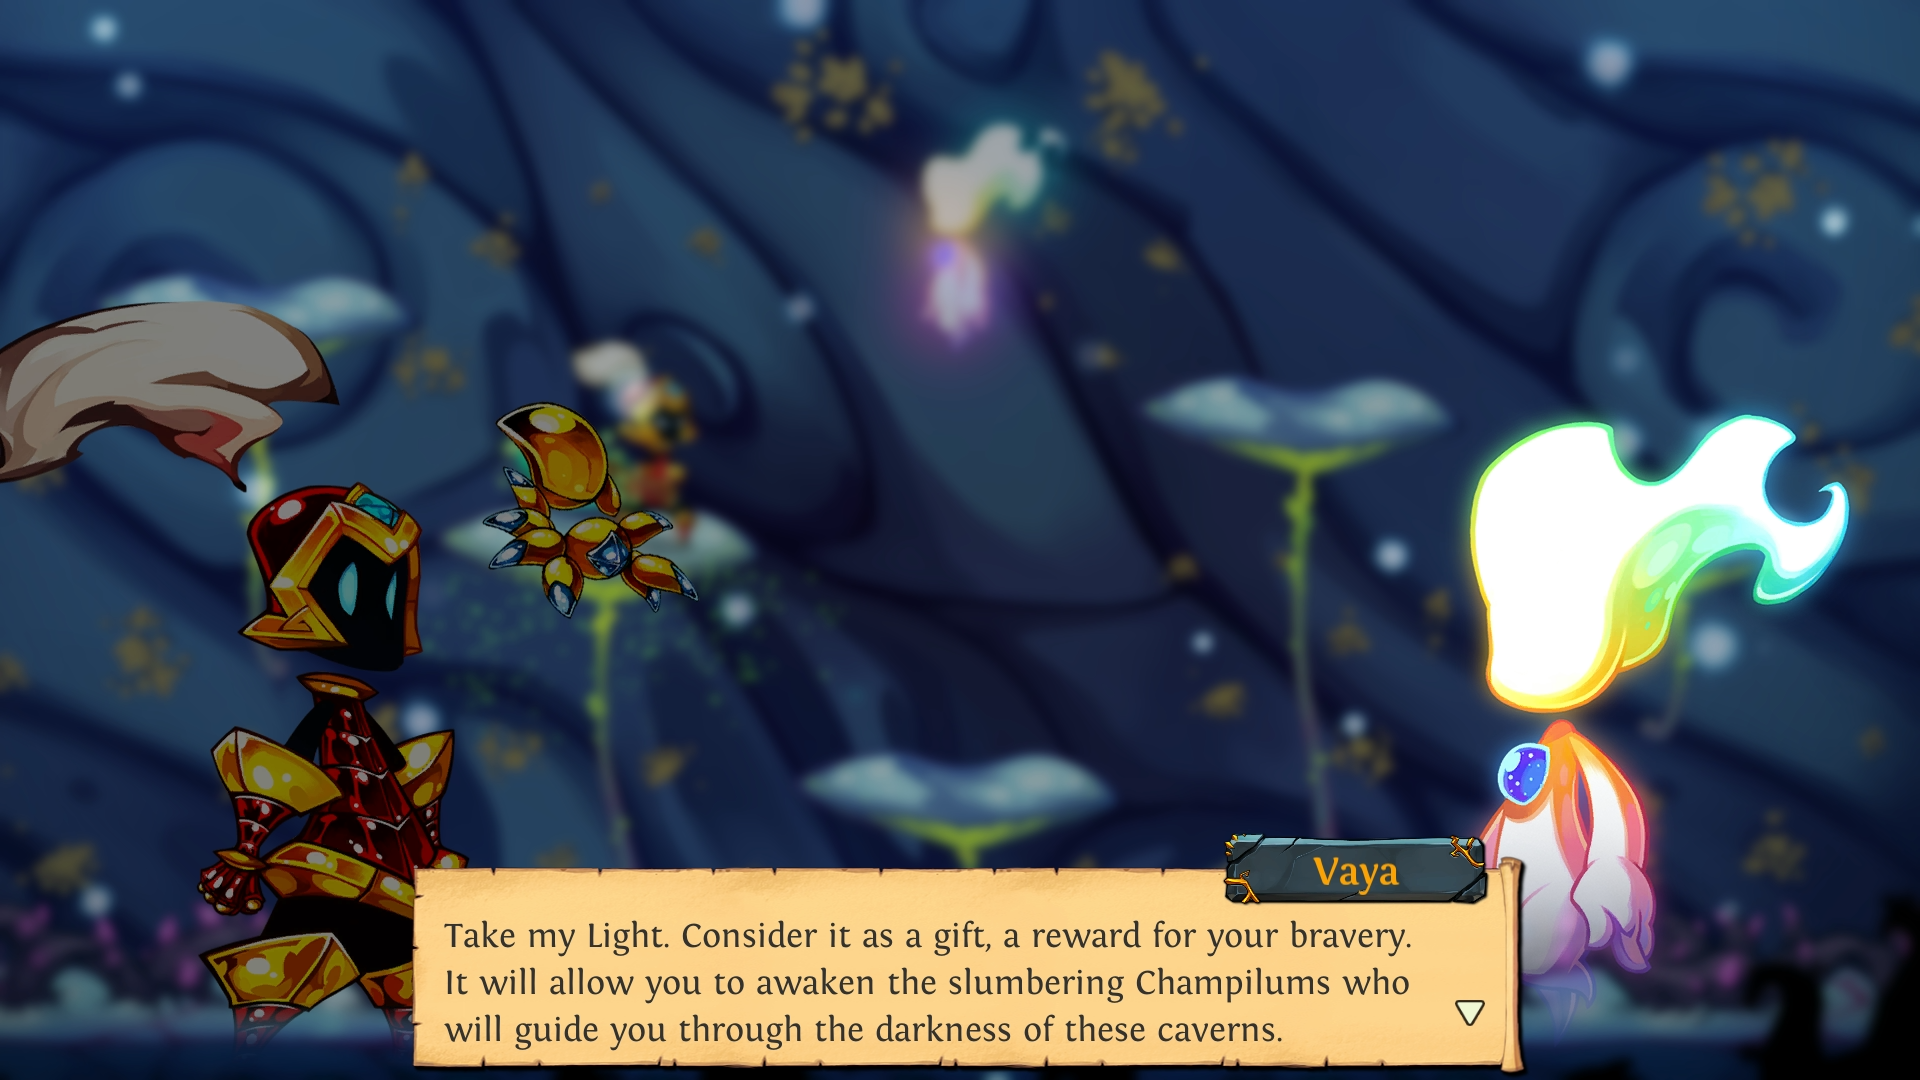 Vaya
Take my Light. Consider it as a gift, a reward for your bravery.
It will allow you to awaken the slumbering Champilums who
will guide you through the darkness of these caverns.